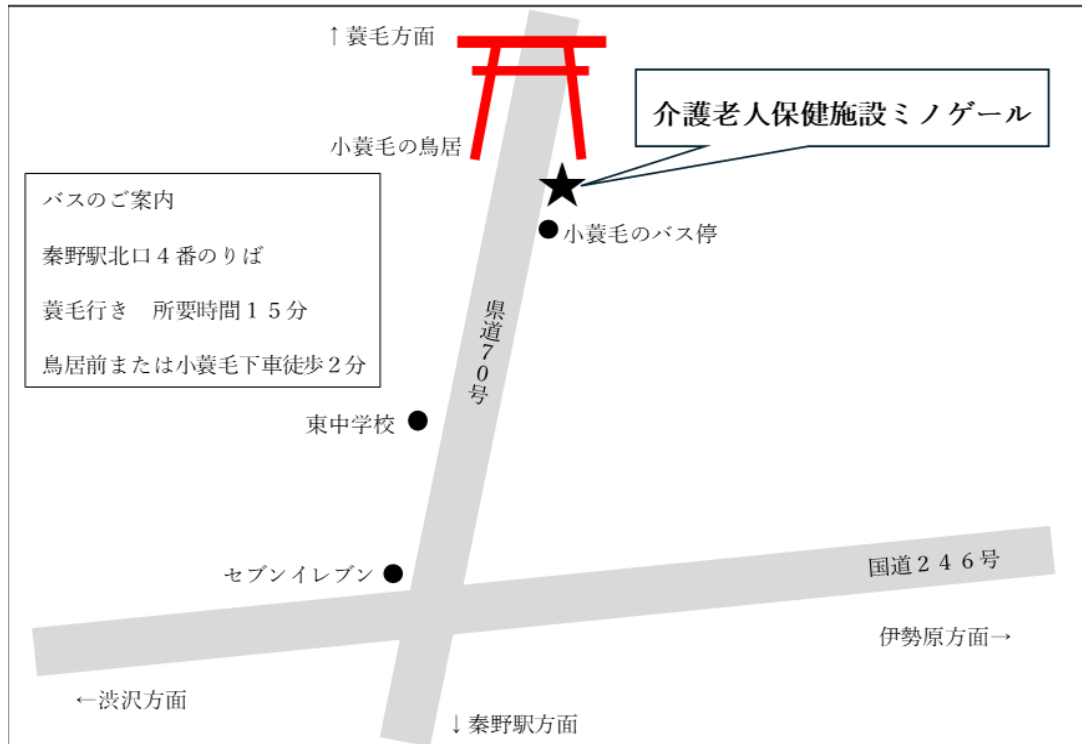 ↑蓑毛方面
介護老人保健施設ミノゲール
小蓑毛の鳥居
バスのご案内
秦野駅北口４番のりば
蓑毛行き　所要時間１５分
鳥居前または小蓑毛下車徒歩２分
小蓑毛のバス停
県道７０号
東中学校
セブンイレブン
国道２４６号
伊勢原方面→
←渋沢方面
↓秦野駅方面